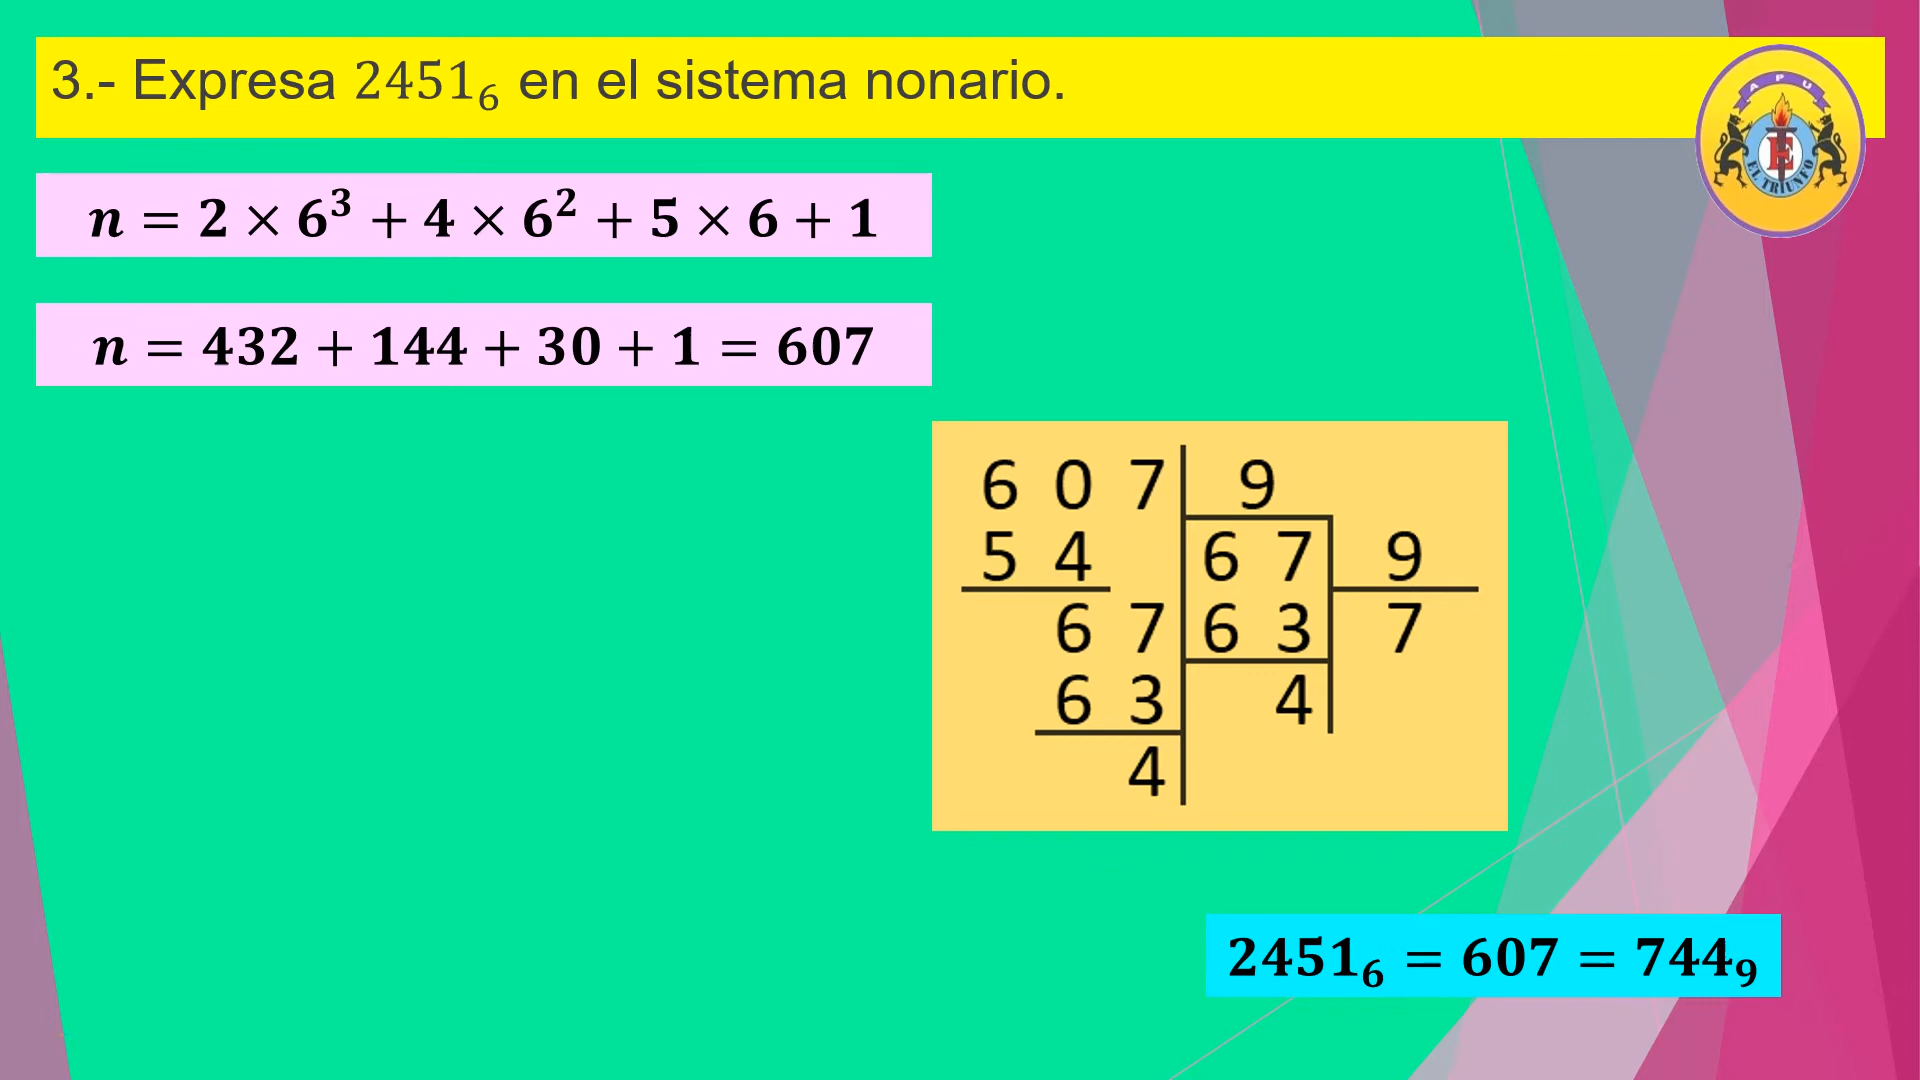 3.- Expresa 2451₆ en el sistema nonario.
A P U
E
EL TRIUNFO
n = 2 × 6³ + 4 × 6² + 5 × 6 + 1
n = 432 + 144 + 30 + 1 = 607
6 0 7 9
5 4 6 7 9
6 7 6 3 7
6 3 4
4
2451₆ = 607 = 744₉